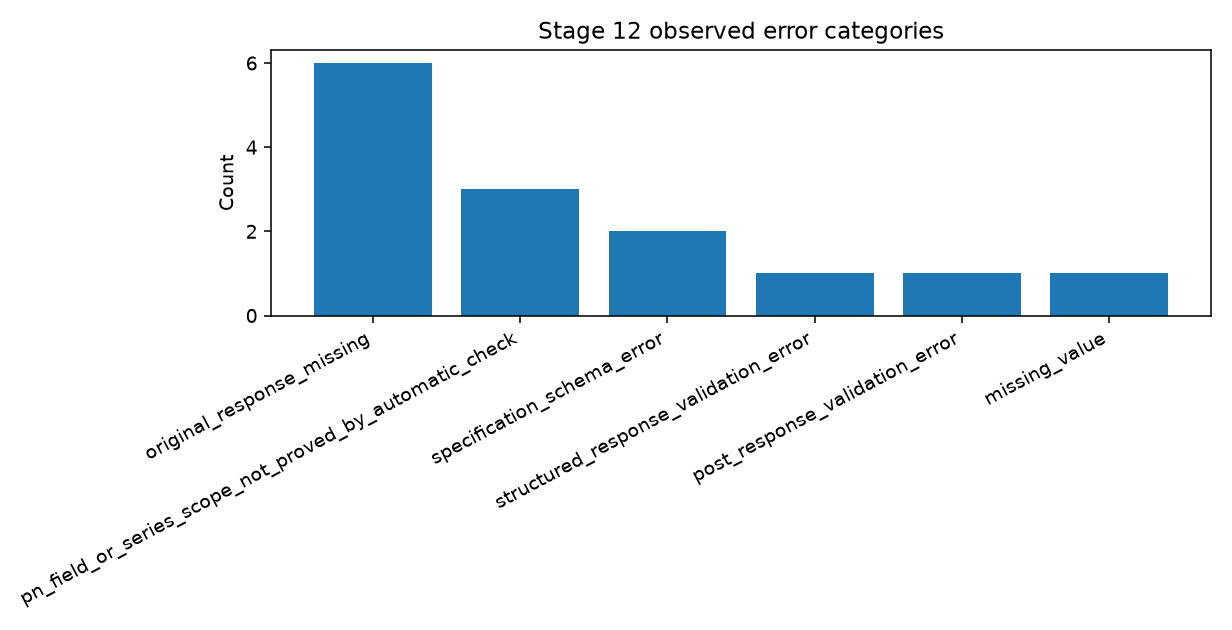 Stage 12 observed error categories
Count
6
4
2
0
original_response_missing
pn_field_or_series_scope_not_proved_by_automatic_check
specification_schema_error
structured_response_validation_error
post_response_validation_error
missing_value